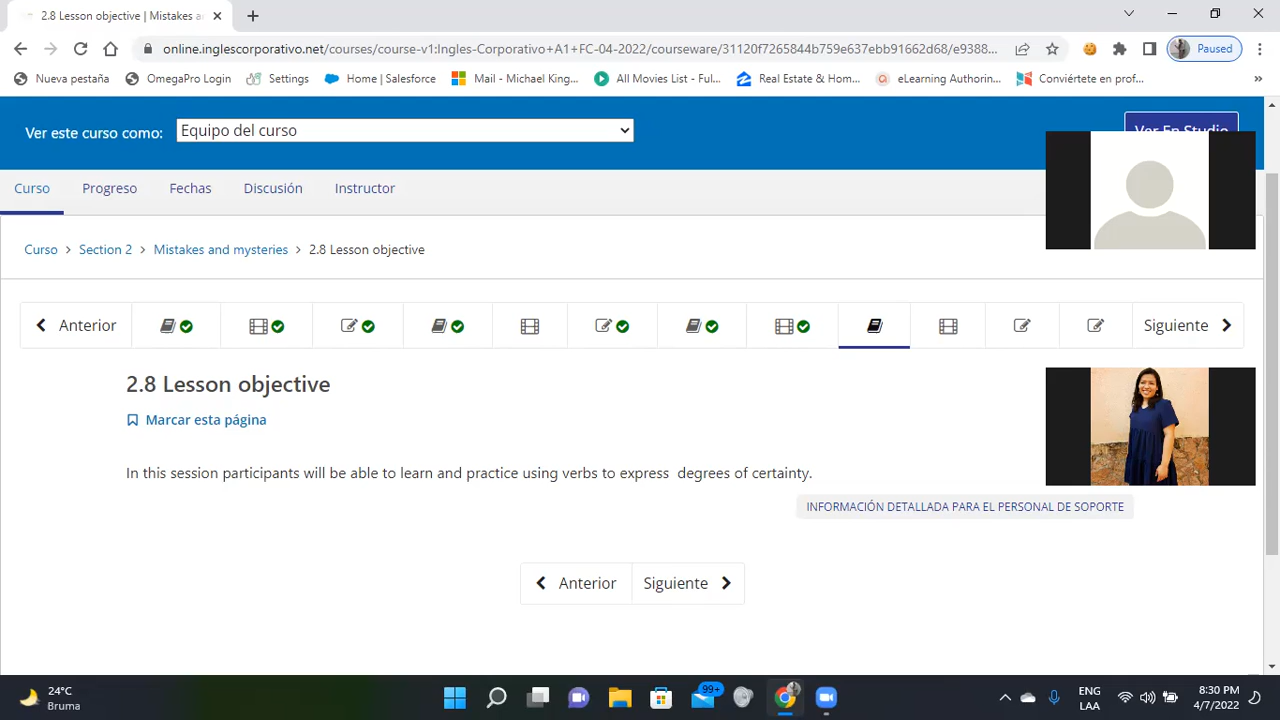 2.8 Lesson objective | Mistakes a
online.inglescorporativo.net/courses/course-v1:Ingles-Corporativo+A1+FC-04-2022/courseware/31120f7265844b759e637ebb91662d68/e9388...
Paused
Nueva pestaña
OmegaPro Login
Settings
Home | Salesforce
Mail - Michael King...
All Movies List - Ful...
Real Estate & Hom...
eLearning Authorin...
Conviértete en prof...
»
Ver este curso como:
Equipo del curso
Ver En Studio
Curso
Progreso
Fechas
Discusión
Instructor
Curso > Section 2 > Mistakes and mysteries > 2.8 Lesson objective
Anterior
Siguiente
2.8 Lesson objective
Marcar esta página
In this session participants will be able to learn and practice using verbs to express degrees of certainty.
INFORMACIÓN DETALLADA PARA EL PERSONAL DE SOPORTE
Anterior
Siguiente
24°C
Bruma
99+
ENG
LAA
8:30 PM
4/7/2022